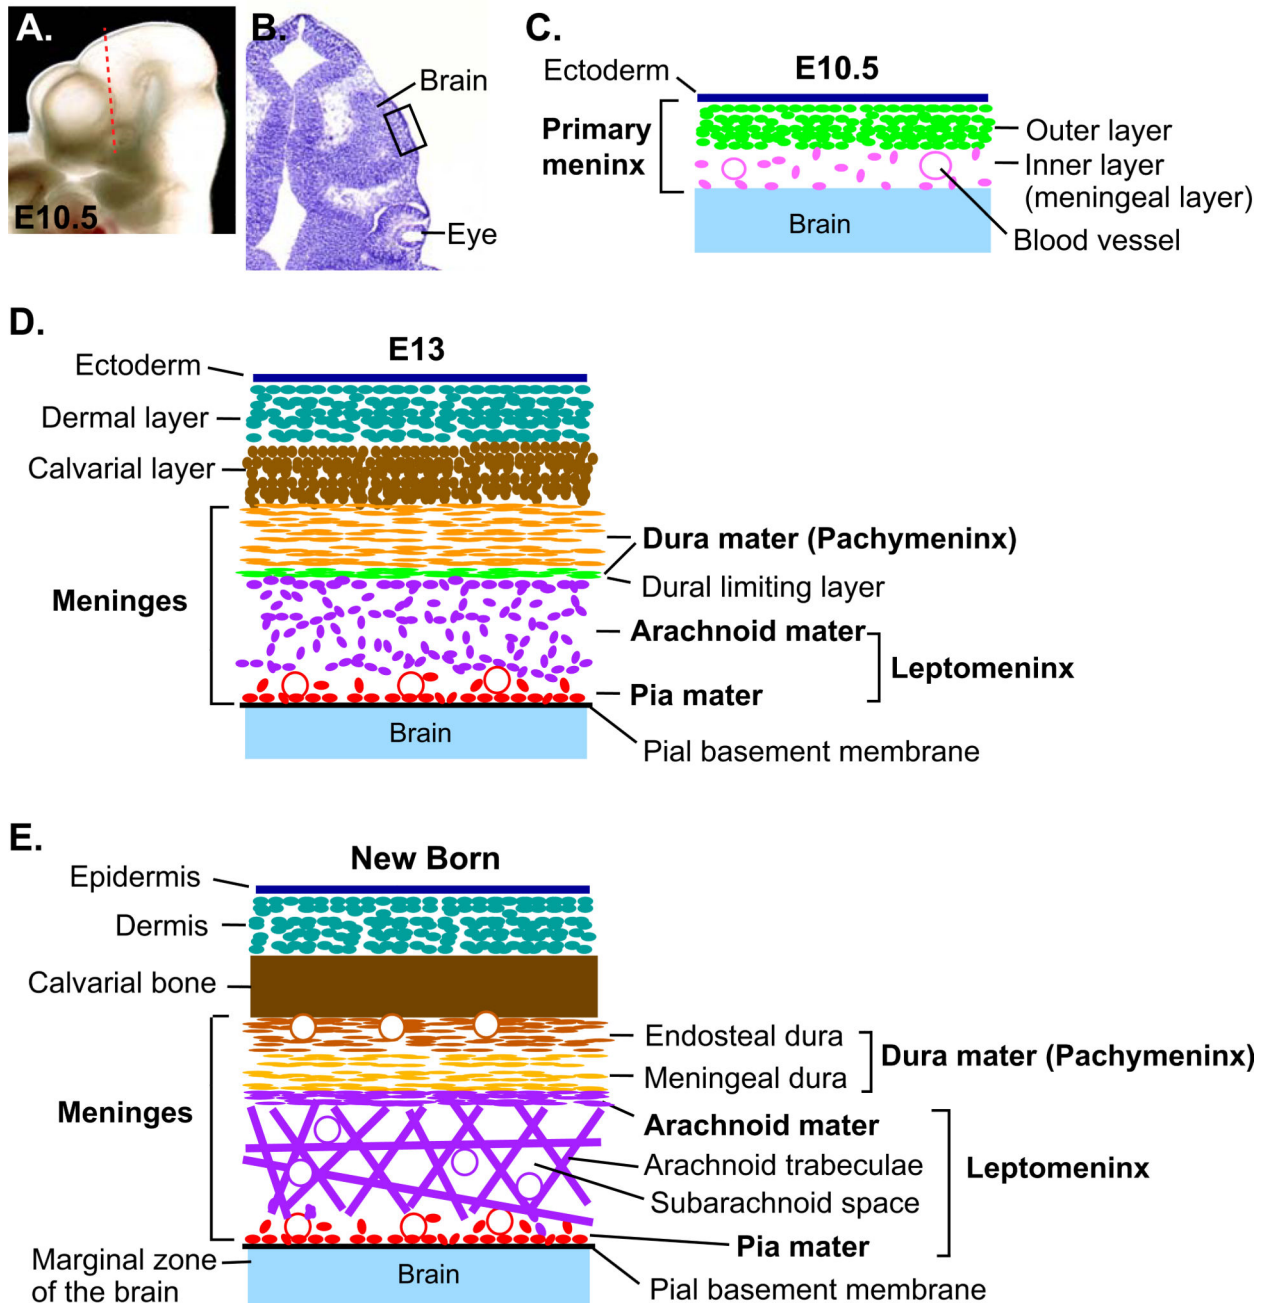 A.
E10.5
B.
Brain
Eye
C.
E10.5
Ectoderm
Primary
meninx
Outer layer
Inner layer
(meningeal layer)
Blood vessel
Brain
D.
E13
Ectoderm
Dermal layer
Calvarial layer
Meninges
Dura mater (Pachymeninx)
Dural limiting layer
Arachnoid mater
Leptomeninx
Pia mater
Brain
Pial basement membrane
E.
New Born
Epidermis
Dermis
Calvarial bone
Meninges
Endosteal dura
Meningeal dura
Dura mater (Pachymeninx)
Arachnoid mater
Arachnoid trabeculae
Subarachnoid space
Leptomeninx
Pia mater
Marginal zone
of the brain
Brain
Pial basement membrane